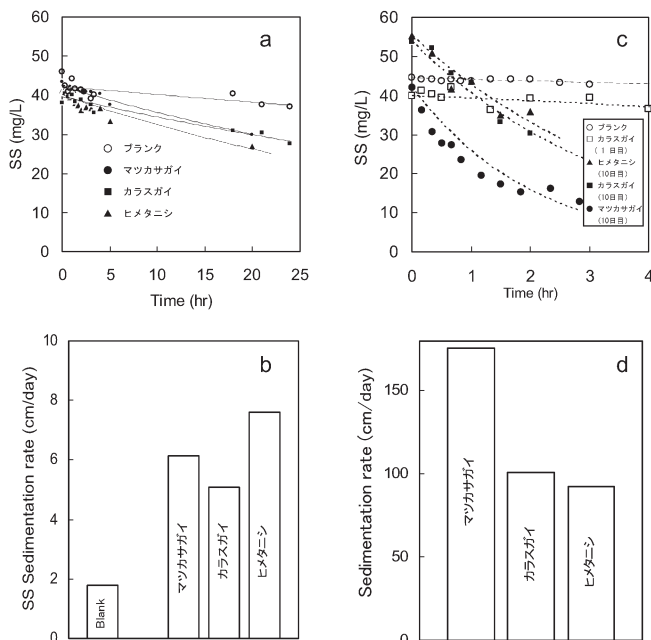 a
SS (mg/L)
60
50
40
30
20
10
0
ブランク
マツカサガイ
カラスガイ
ヒメタニシ
0 5 10 15 20 25
Time (hr)
c
SS (mg/L)
60
50
40
30
20
10
0
ブランク
カラスガイ
(1日目)
ヒメタニシ
(10日目)
カラスガイ
(10日目)
マツカサガイ
(10日目)
0 1 2 3 4
Time (hr)
b
SS Sedimentation rate (cm/day)
10
8
6
4
2
0
Blank
マツカサガイ
カラスガイ
ヒメタニシ
d
Sedimentation rate (cm/day)
150
100
50
0
マツカサガイ
カラスガイ
ヒメタニシ